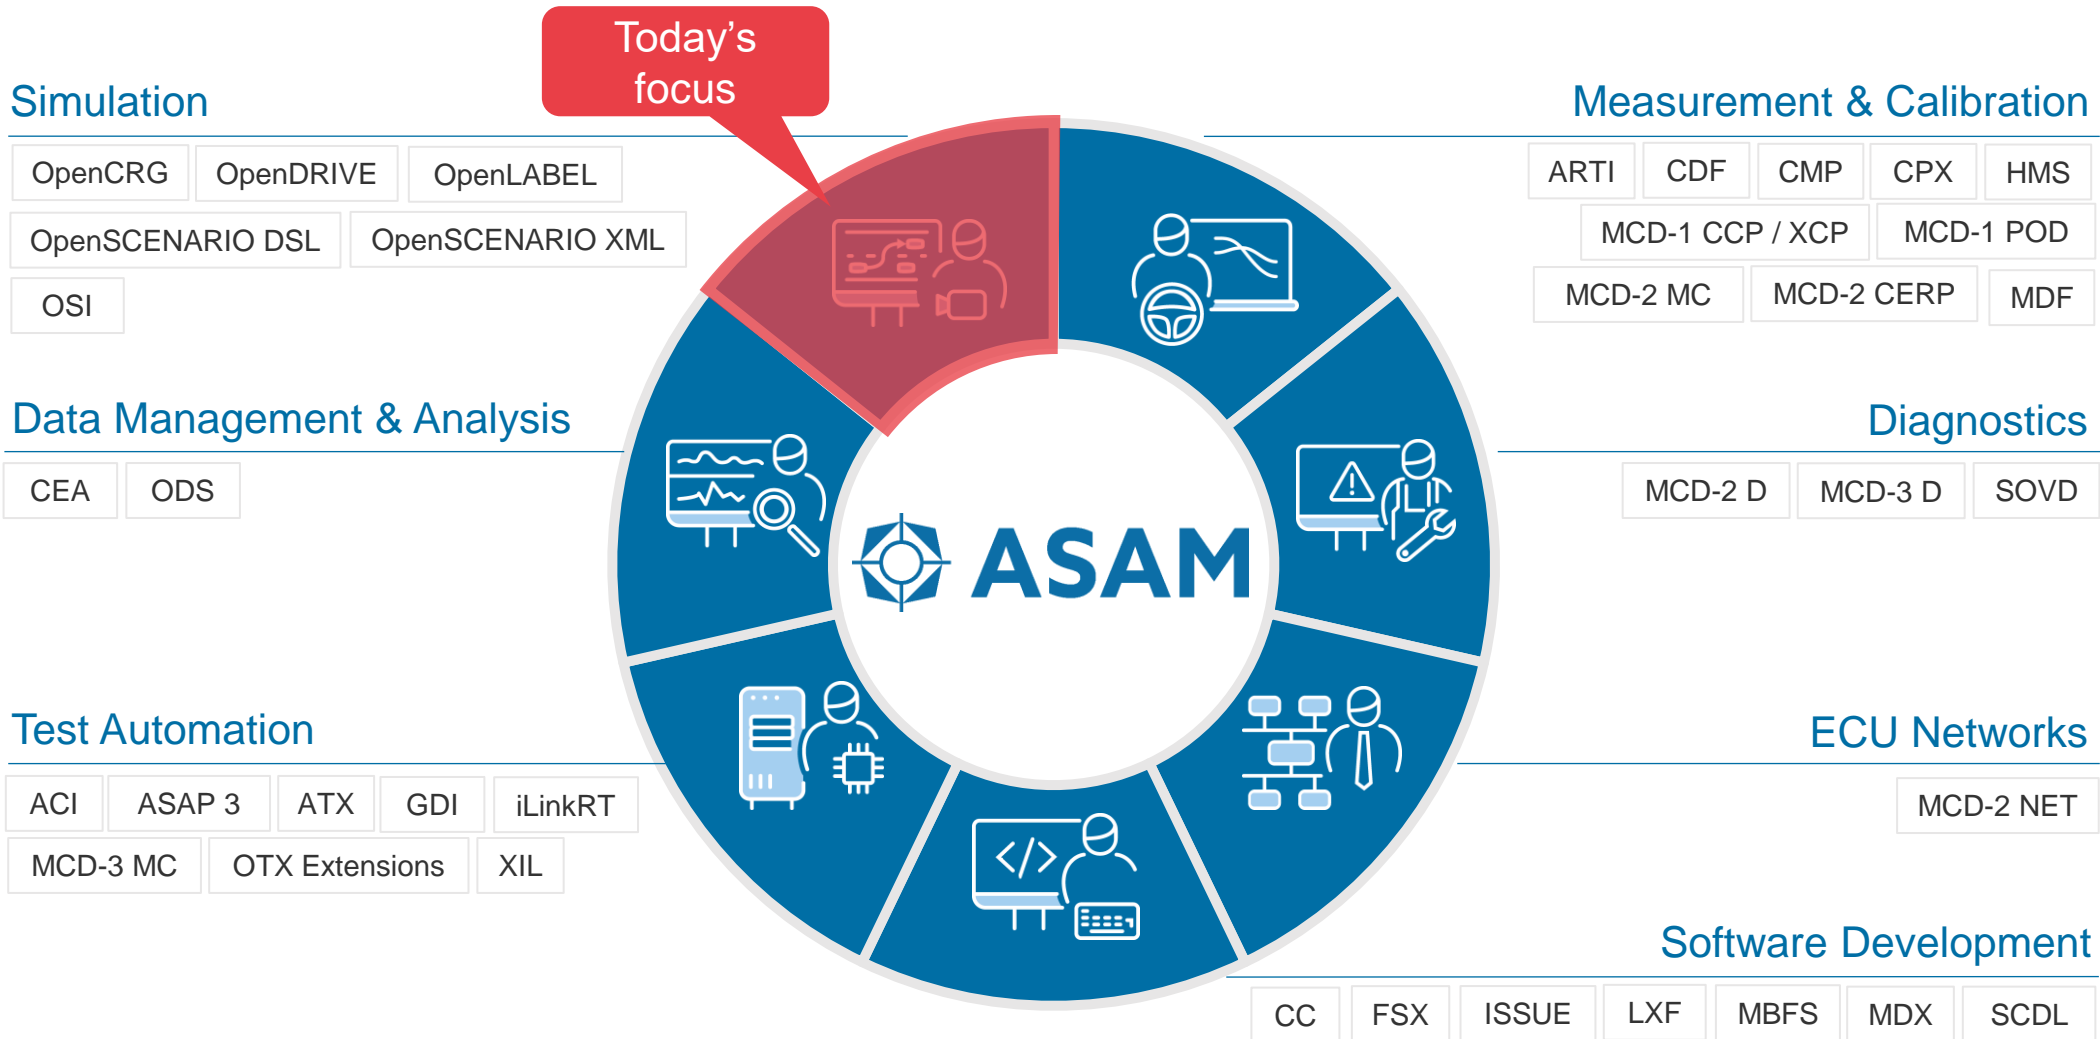 Today's
focus
Simulation
OpenCRG OpenDRIVE OpenLABEL
OpenSCENARIO DSL OpenSCENARIO XML
OSI
Data Management & Analysis
CEA ODS
Test Automation
ACI ASAP 3 ATX GDI iLinkRT
MCD-3 MC OTX Extensions XIL
ASAM
</>
Measurement & Calibration
ARTI CDF CMP CPX HMS
MCD-1 CCP / XCP MCD-1 POD
MCD-2 MC MCD-2 CERP MDF
Diagnostics
MCD-2 D MCD-3 D SOVD
ECU Networks
MCD-2 NET
Software Development
CC FSX ISSUE LXF MBFS MDX SCDL